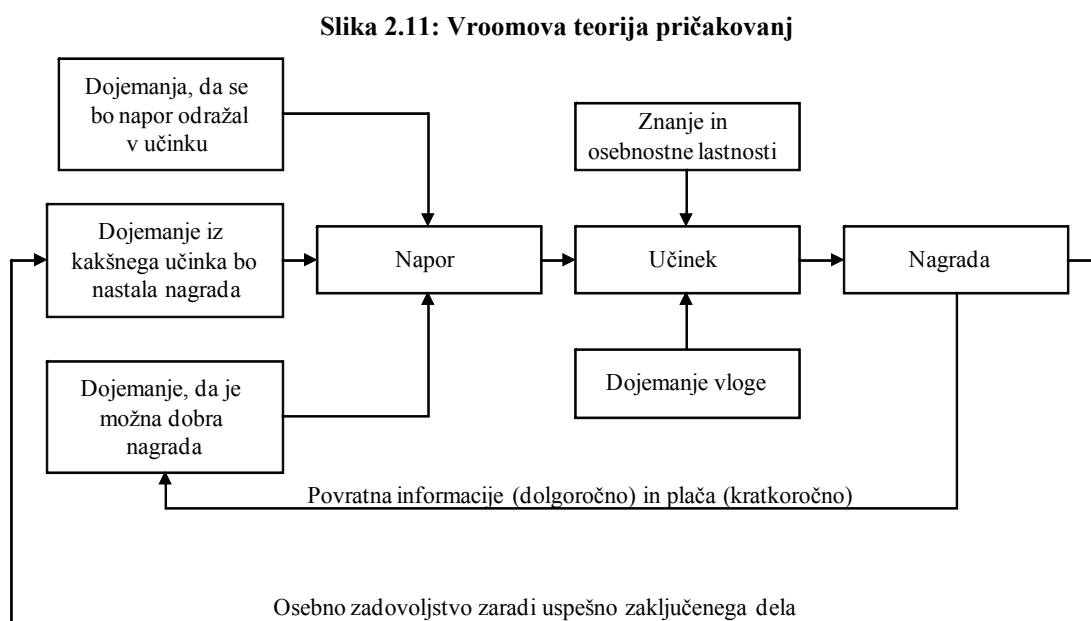 Slika 2.11: Vroomova teorija pričakovanj
Dojemanja, da se
bo napor odražal
v učinku
Znanje in
osebnostne lastnosti
Dojemanje iz
kakšnega učinka bo
nastala nagrada
Napor
Učinek
Nagrada
Dojemanje, da je
možna dobra
nagrada
Dojemanje vloge
Povratna informacije (dolgoročno) in plača (kratkoročno)
Osebno zadovoljstvo zaradi uspešno zaključenega dela